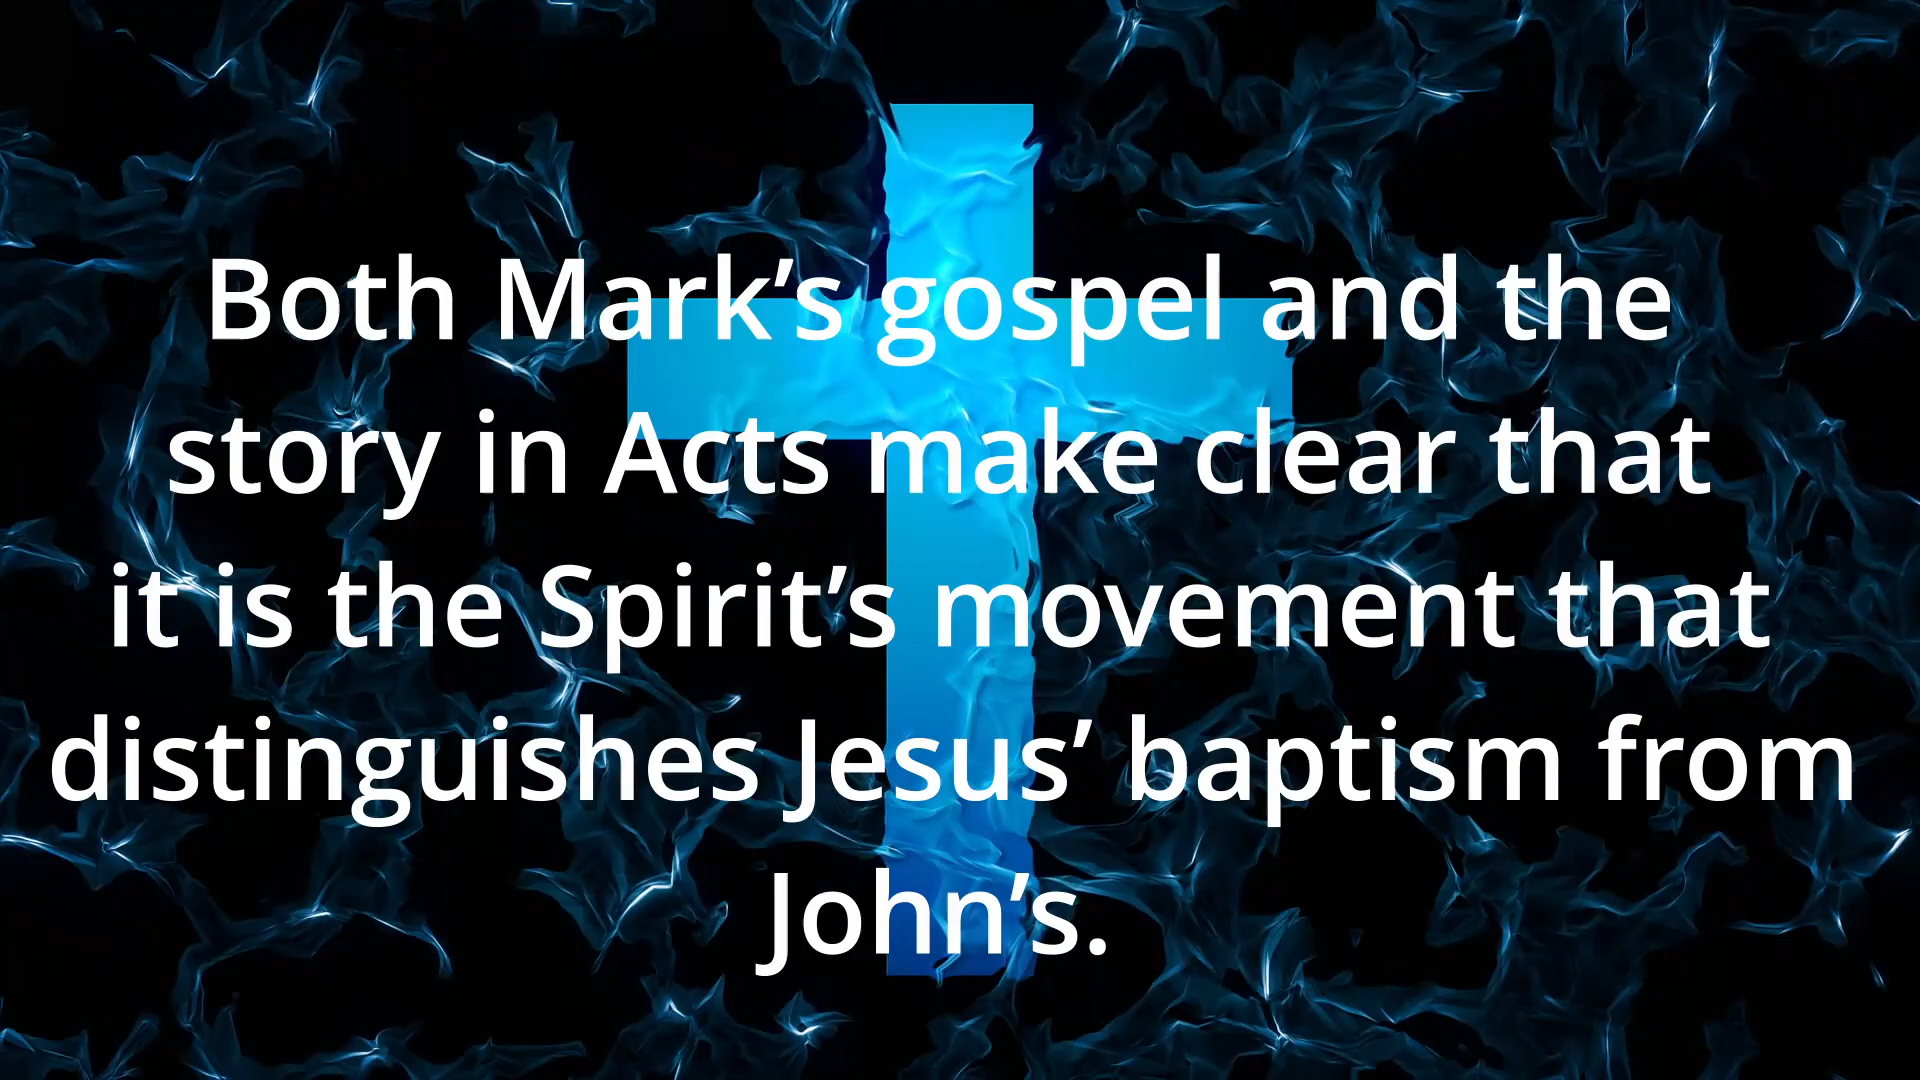 Both Mark’s gospel and the
story in Acts make clear that
it is the Spirit’s movement that
distinguishes Jesus’ baptism from
John’s.